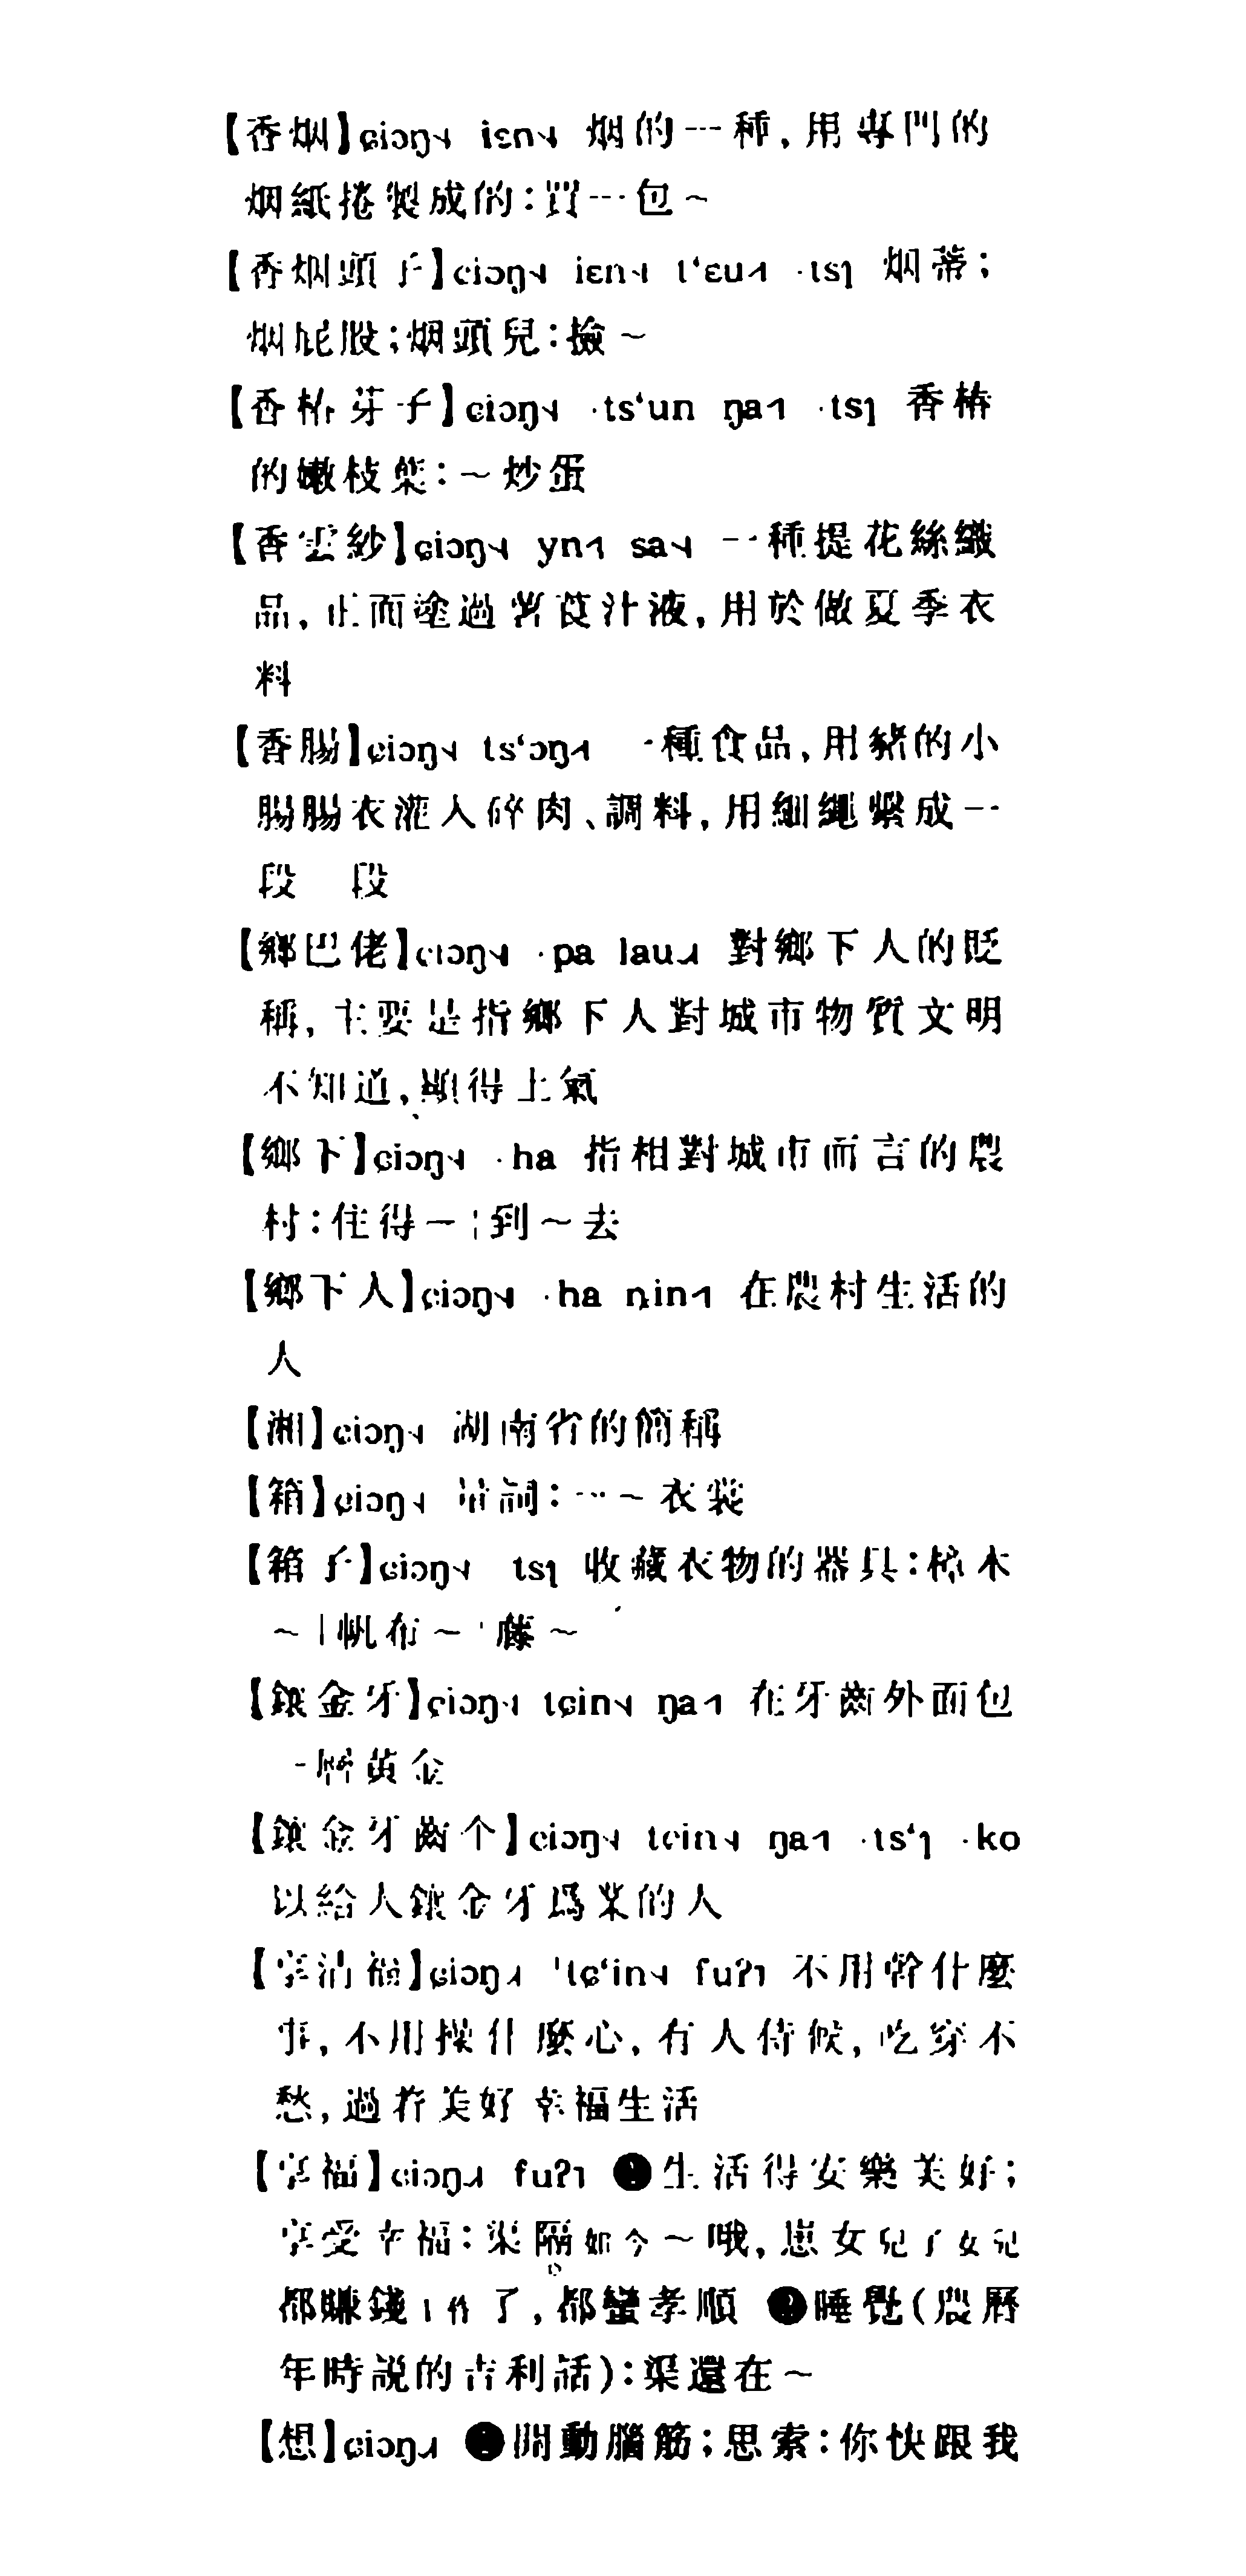 【香烟】ɕiɔŋ˧ iɛn˧ 烟的一種,用專門的
烟紙捲製成的:買一包～
【香烟頭子】ɕiɔŋ˧ iɛn˧ t‘ɛu˧ ·tsʅ 烟蒂;
烟屁股;烟頭兒:撿～
【香椿芽子】ɕiɔŋ˧ ·ts‘un ŋa˧ ·tsʅ 香椿
的嫩枝葉:～炒蛋
【香雲紗】ɕiɔŋ˧ yn˧ sa˧ 一種提花絲織
品,正面塗過薯莨汁液,用於做夏季衣
料
【香腸】ɕiɔŋ˧ ts‘ɔŋ˧ 一種食品,用豬的小
腸腸衣灌入碎肉、調料,用細繩繫成一
段 段
【鄉巴佬】ɕiɔŋ˧ ·pa lau˩ 對鄉下人的貶
稱,主要是指鄉下人對城市物質文明
不知道,顯得土氣
【鄉下】ɕiɔŋ˧ ·ha 指相對城市而言的農
村:住得～|到～去
【鄉下人】ɕiɔŋ˧ ·ha ȵin˧ 在農村生活的
人
【湘】ɕiɔŋ˧ 湖南省的簡稱
【箱】ɕiɔŋ˧ 量詞:一～衣裳
【箱子】ɕiɔŋ˧ tsʅ 收藏衣物的器具:樟木
～|帆布～|藤～
【鑲金牙】ɕiɔŋ˧ tɕin˧ ŋa˧ 在牙齒外面包
一層黄金
【鑲金牙齒个】ɕiɔŋ˧ tɕin˧ ŋa˧ ·ts‘ʅ ·ko
以給人鑲金牙爲業的人
【享清福】ɕiɔŋ˩ tɕ‘in˧ fuʔ˥ 不用幹什麽
事,不用操什麽心,有人侍候,吃穿不
愁,過着美好幸福生活
【享福】ɕiɔŋ˩ fuʔ˥ ❶生活得安樂美好;
享受幸福:渠隔如今～哦,崽女兒子女兒
都賺錢工作了,都蠻孝順 ❷睡覺(農曆
年時説的吉利話):渠還在～
【想】ɕiɔŋ˩ ❶開動腦筋;思索:你快跟我